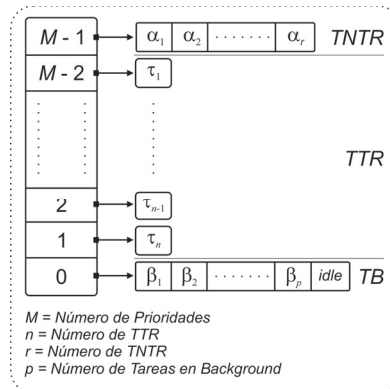 M - 1 α1 α2 ······· αr TNTR
M - 2 τ1
TTR
2 τn-1
1 τn
0 β1 β2 ······· βp idle TB
M = Número de Prioridades
n = Número de TTR
r = Número de TNTR
p = Número de Tareas en Background